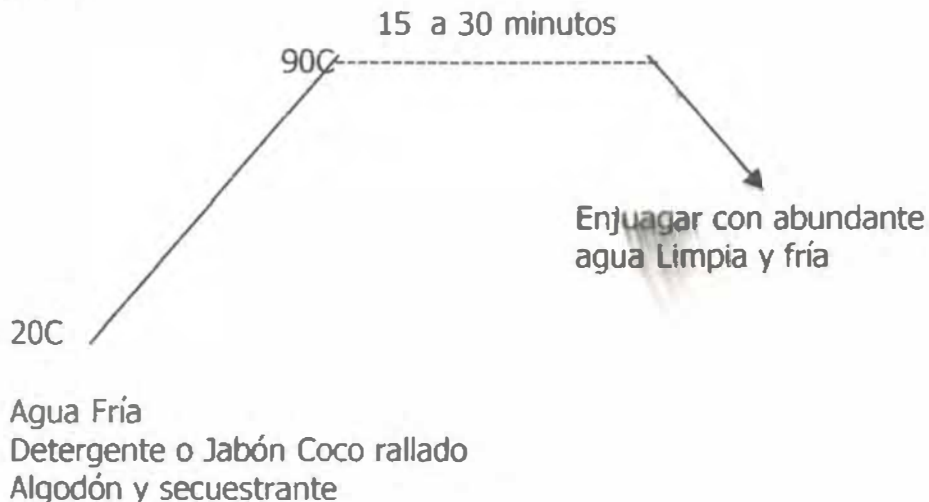 15 a 30 minutos
90C
Enjuagar con abundante
agua Limpia y fría
20C
Agua Fría
Detergente o Jabón Coco rallado
Algodón y secuestrante